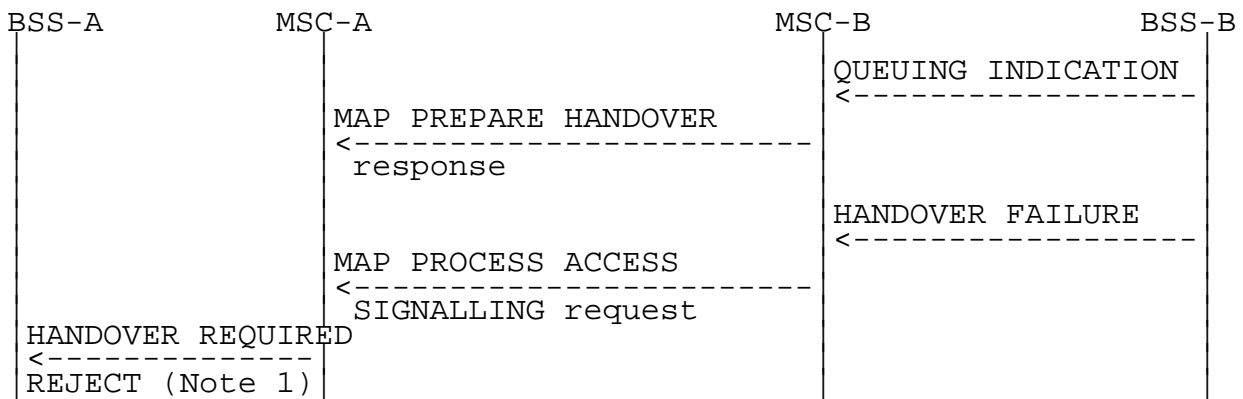 BSS-A MSC-A MSC-B BSS-B
QUEUING INDICATION
MAP PREPARE HANDOVER
response
HANDOVER FAILURE
MAP PROCESS ACCESS
SIGNALLING request
HANDOVER REQUIRED
REJECT (Note 1)